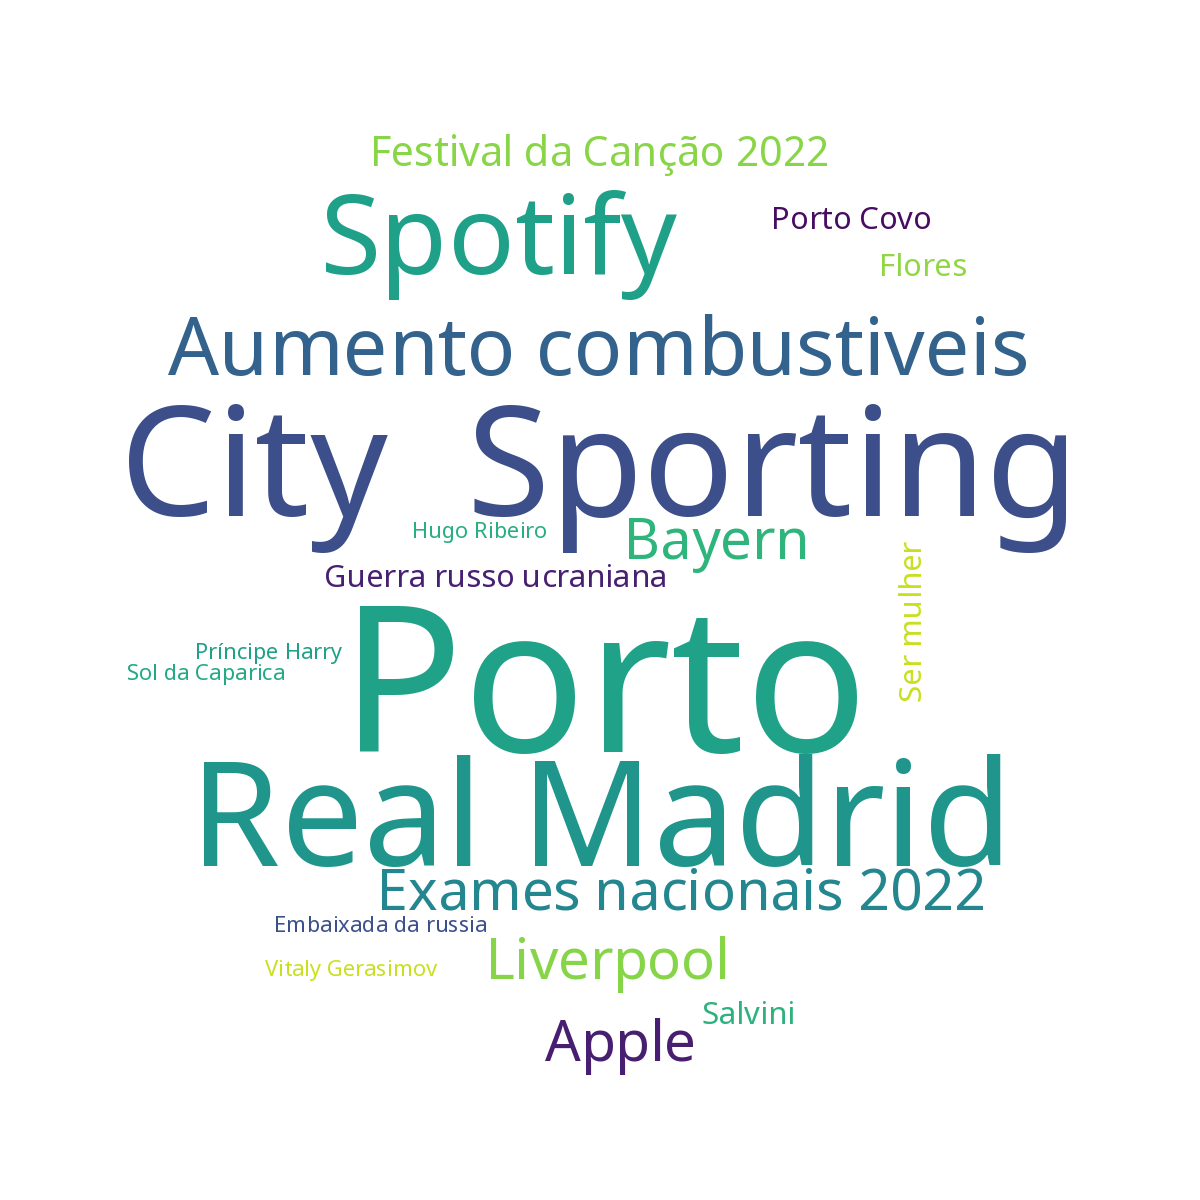 Festival da Canção 2022
Spotify
Porto Covo
Flores
Aumento combustiveis
City Sporting
Hugo Ribeiro
Bayern
Guerra russo ucraniana
Ser mulher
Príncipe Harry
Sol da Caparica
Porto
Real Madrid
Exames nacionais 2022
Embaixada da russia
Liverpool
Vitaly Gerasimov
Salvini
Apple